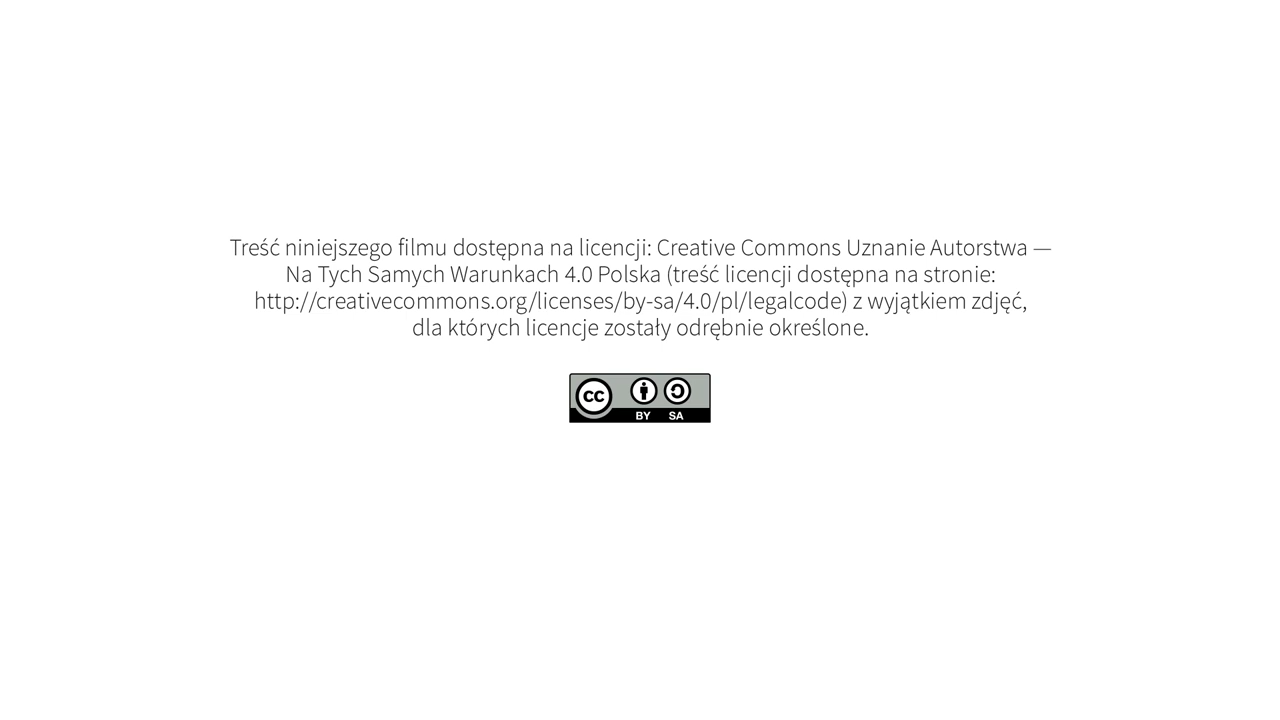 Treść niniejszego filmu dostępna na licencji: Creative Commons Uznanie Autorstwa —
Na Tych Samych Warunkach 4.0 Polska (treść licencji dostępna na stronie:
http://creativecommons.org/licenses/by-sa/4.0/pl/legalcode) z wyjątkiem zdjęć,
dla których licencje zostały odrębnie określone.
cc
BY SA